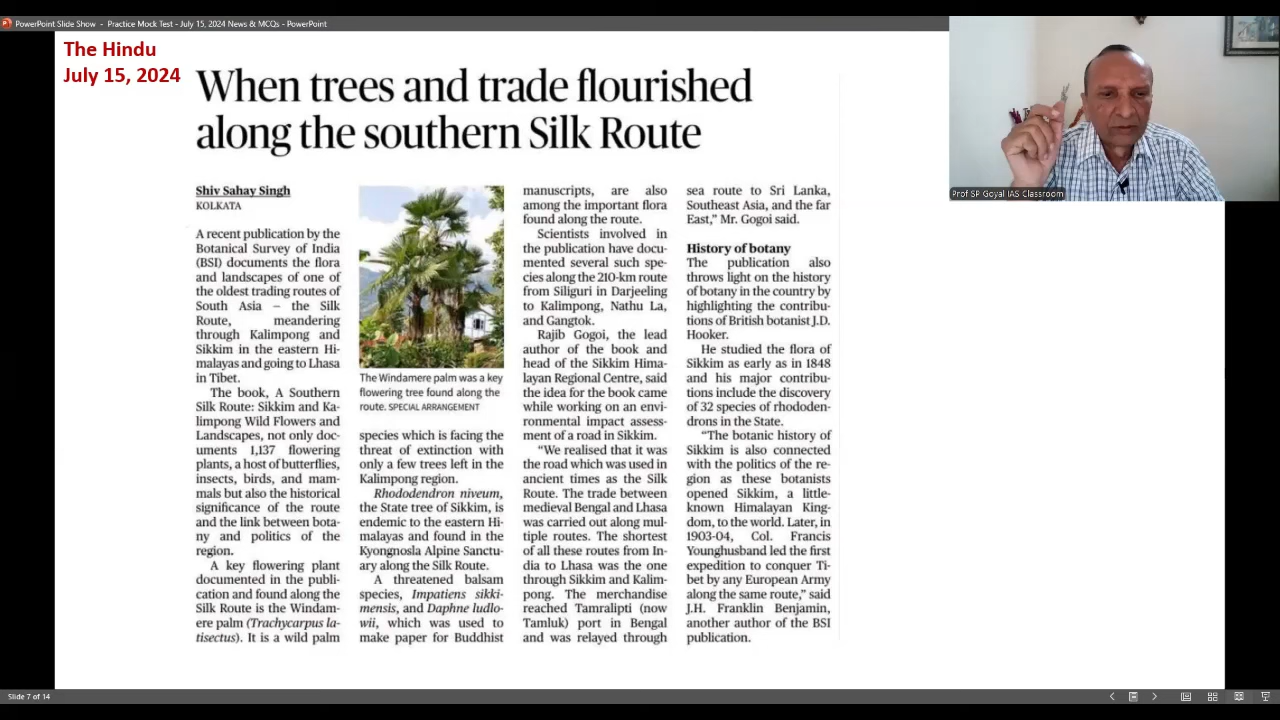 PowerPoint Slide Show - Practice Mock Test - July 15, 2024 News & MCQs - PowerPoint
The Hindu
July 15, 2024
When trees and trade flourished
along the southern Silk Route
Shiv Sahay Singh
KOLKATA
A recent publication by the
Botanical Survey of India
(BSI) documents the flora
and landscapes of one of
the oldest trading routes of
South Asia – the Silk
Route, meandering
through Kalimpong and
Sikkim in the eastern Hi-
malayas and going to Lhasa
in Tibet.
The book, A Southern
Silk Route: Sikkim and Ka-
limpong Wild Flowers and
Landscapes, not only doc-
uments 1,137 flowering
plants, a host of butterflies,
insects, birds, and mam-
mals but also the historical
significance of the route
and the link between bota-
ny and politics of the
region.
A key flowering plant
documented in the publi-
cation and found along the
Silk Route is the Windam-
ere palm (Trachycarpus la-
tisectus). It is a wild palm
The Windamere palm was a key
flowering tree found along the
route. SPECIAL ARRANGEMENT
species which is facing the
threat of extinction with
only a few trees left in the
Kalimpong region.
Rhododendron niveum,
the State tree of Sikkim, is
endemic to the eastern Hi-
malayas and found in the
Kyongnosla Alpine Sanctu-
ary along the Silk Route.
A threatened balsam
species, Impatiens sikki-
mensis, and Daphne ludlo-
wii, which was used to
make paper for Buddhist
manuscripts, are also
among the important flora
found along the route.
Scientists involved in
the publication have docu-
mented several such spe-
cies along the 210-km route
from Siliguri in Darjeeling
to Kalimpong, Nathu La,
and Gangtok.
Rajib Gogoi, the lead
author of the book and
head of the Sikkim Hima-
layan Regional Centre, said
the idea for the book came
while working on an envi-
ronmental impact assess-
ment of a road in Sikkim.
"We realised that it was
the road which was used in
ancient times as the Silk
Route. The trade between
medieval Bengal and Lhasa
was carried out along mul-
tiple routes. The shortest
of all these routes from In-
dia to Lhasa was the one
through Sikkim and Kalim-
pong. The merchandise
reached Tamralipti (now
Tamluk) port in Bengal
and was relayed through
sea route to Sri Lanka,
Southeast Asia, and the far
East," Mr. Gogoi said.
History of botany
The publication also
throws light on the history
of botany in the country by
highlighting the contribu-
tions of British botanist J.D.
Hooker.
He studied the flora of
Sikkim as early as in 1848
and his major contribu-
tions include the discovery
of 32 species of rhododen-
drons in the State.
"The botanic history of
Sikkim is also connected
with the politics of the re-
gion as these botanists
opened Sikkim, a little-
known Himalayan King-
dom, to the world. Later, in
1903-04, Col. Francis
Younghusband led the first
expedition to conquer Ti-
bet by any European Army
along the same route," said
J.H. Franklin Benjamin,
another author of the BSI
publication.
Prof SP Goyal IAS Classroom
Slide 7 of 14